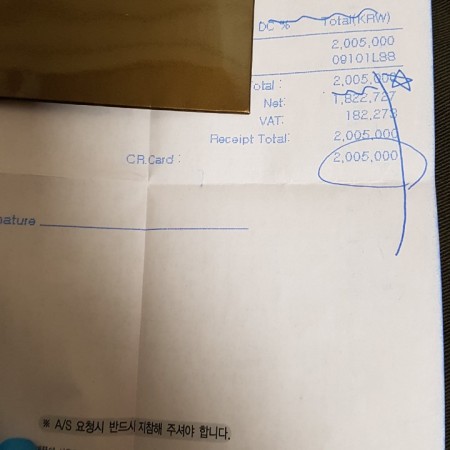 DC % Total(KRW)
2,005,000
09101L88
otal : 2,005,000
Net: 1,822,727
VAT: 182,273
Receipt Total: 2,005,000
CR.Card : 2,005,000
ature
※ A/S 요청시 반드시 지참해 주셔야 합니다.